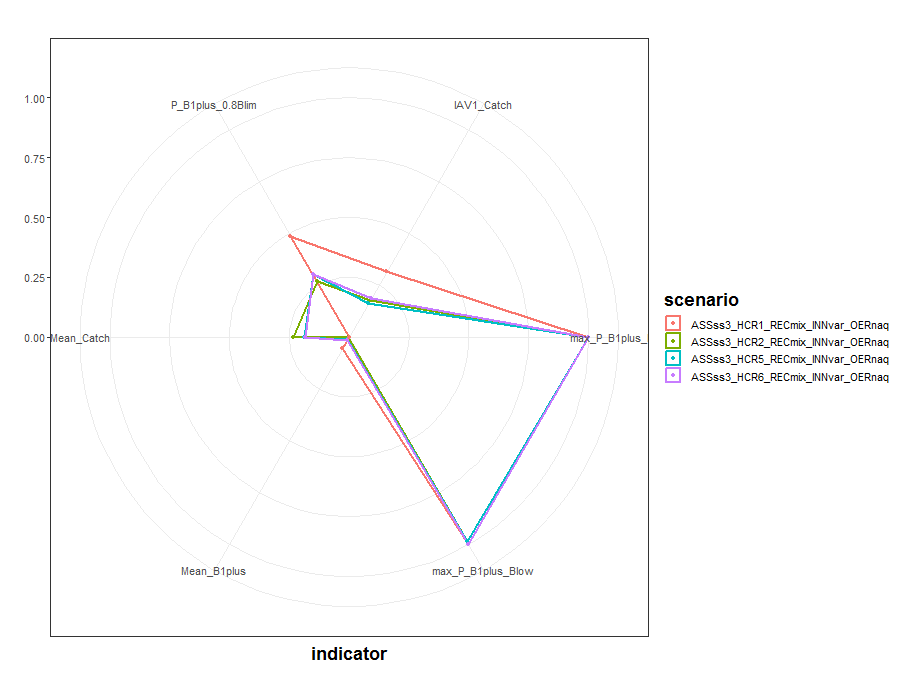 1.00
0.75
0.50
0.25
0.00
P_B1plus_0.8Blim
IAV1_Catch
Mean_Catch
max_P_B1plus_
Mean_B1plus
max_P_B1plus_Blow
indicator
scenario
ASSss3_HCR1_RECmix_INNvar_OERnaq
ASSss3_HCR2_RECmix_INNvar_OERnaq
ASSss3_HCR5_RECmix_INNvar_OERnaq
ASSss3_HCR6_RECmix_INNvar_OERnaq